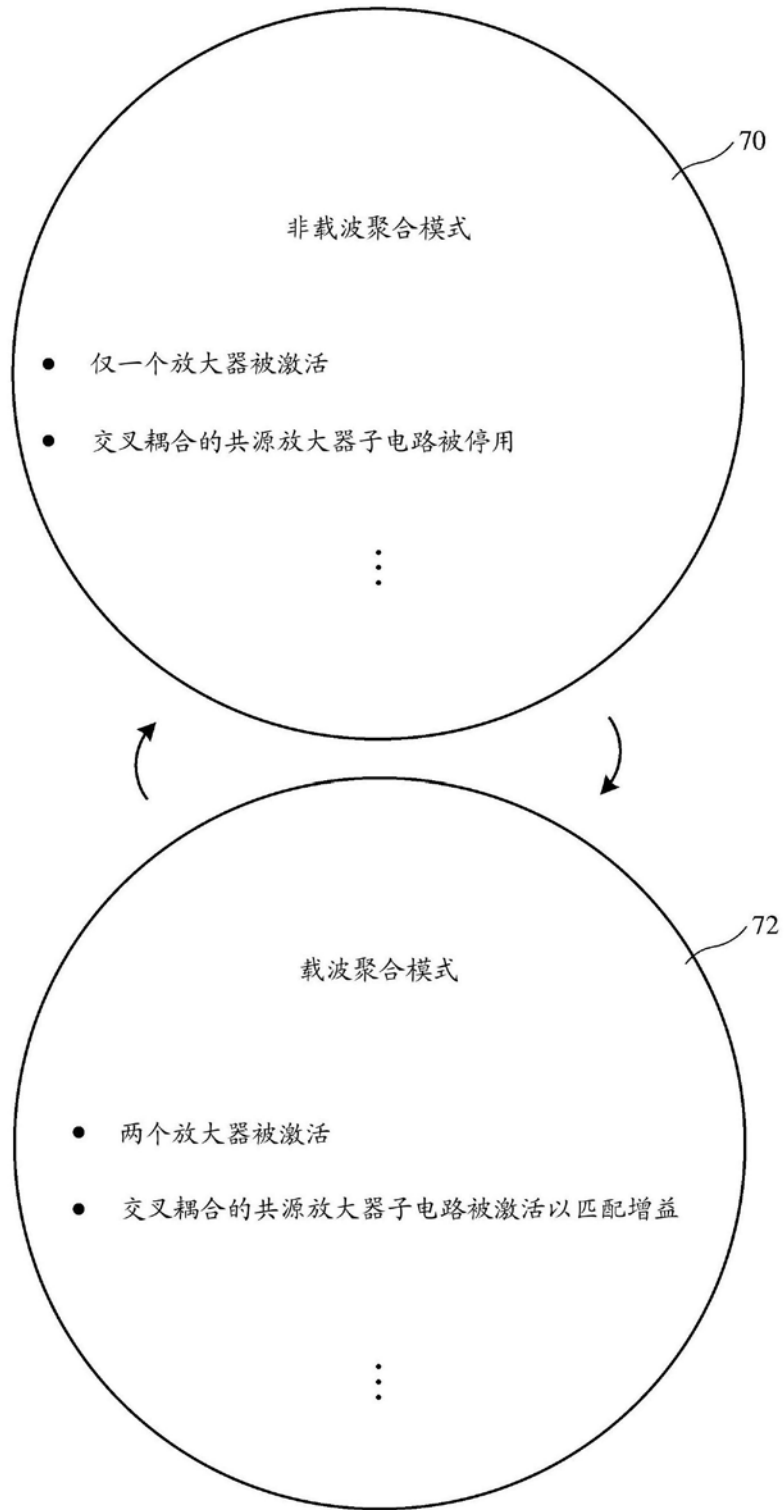 70
非载波聚合模式
● 仅一个放大器被激活
● 交叉耦合的共源放大器子电路被停用
⋮
72
载波聚合模式
● 两个放大器被激活
● 交叉耦合的共源放大器子电路被激活以匹配增益
⋮